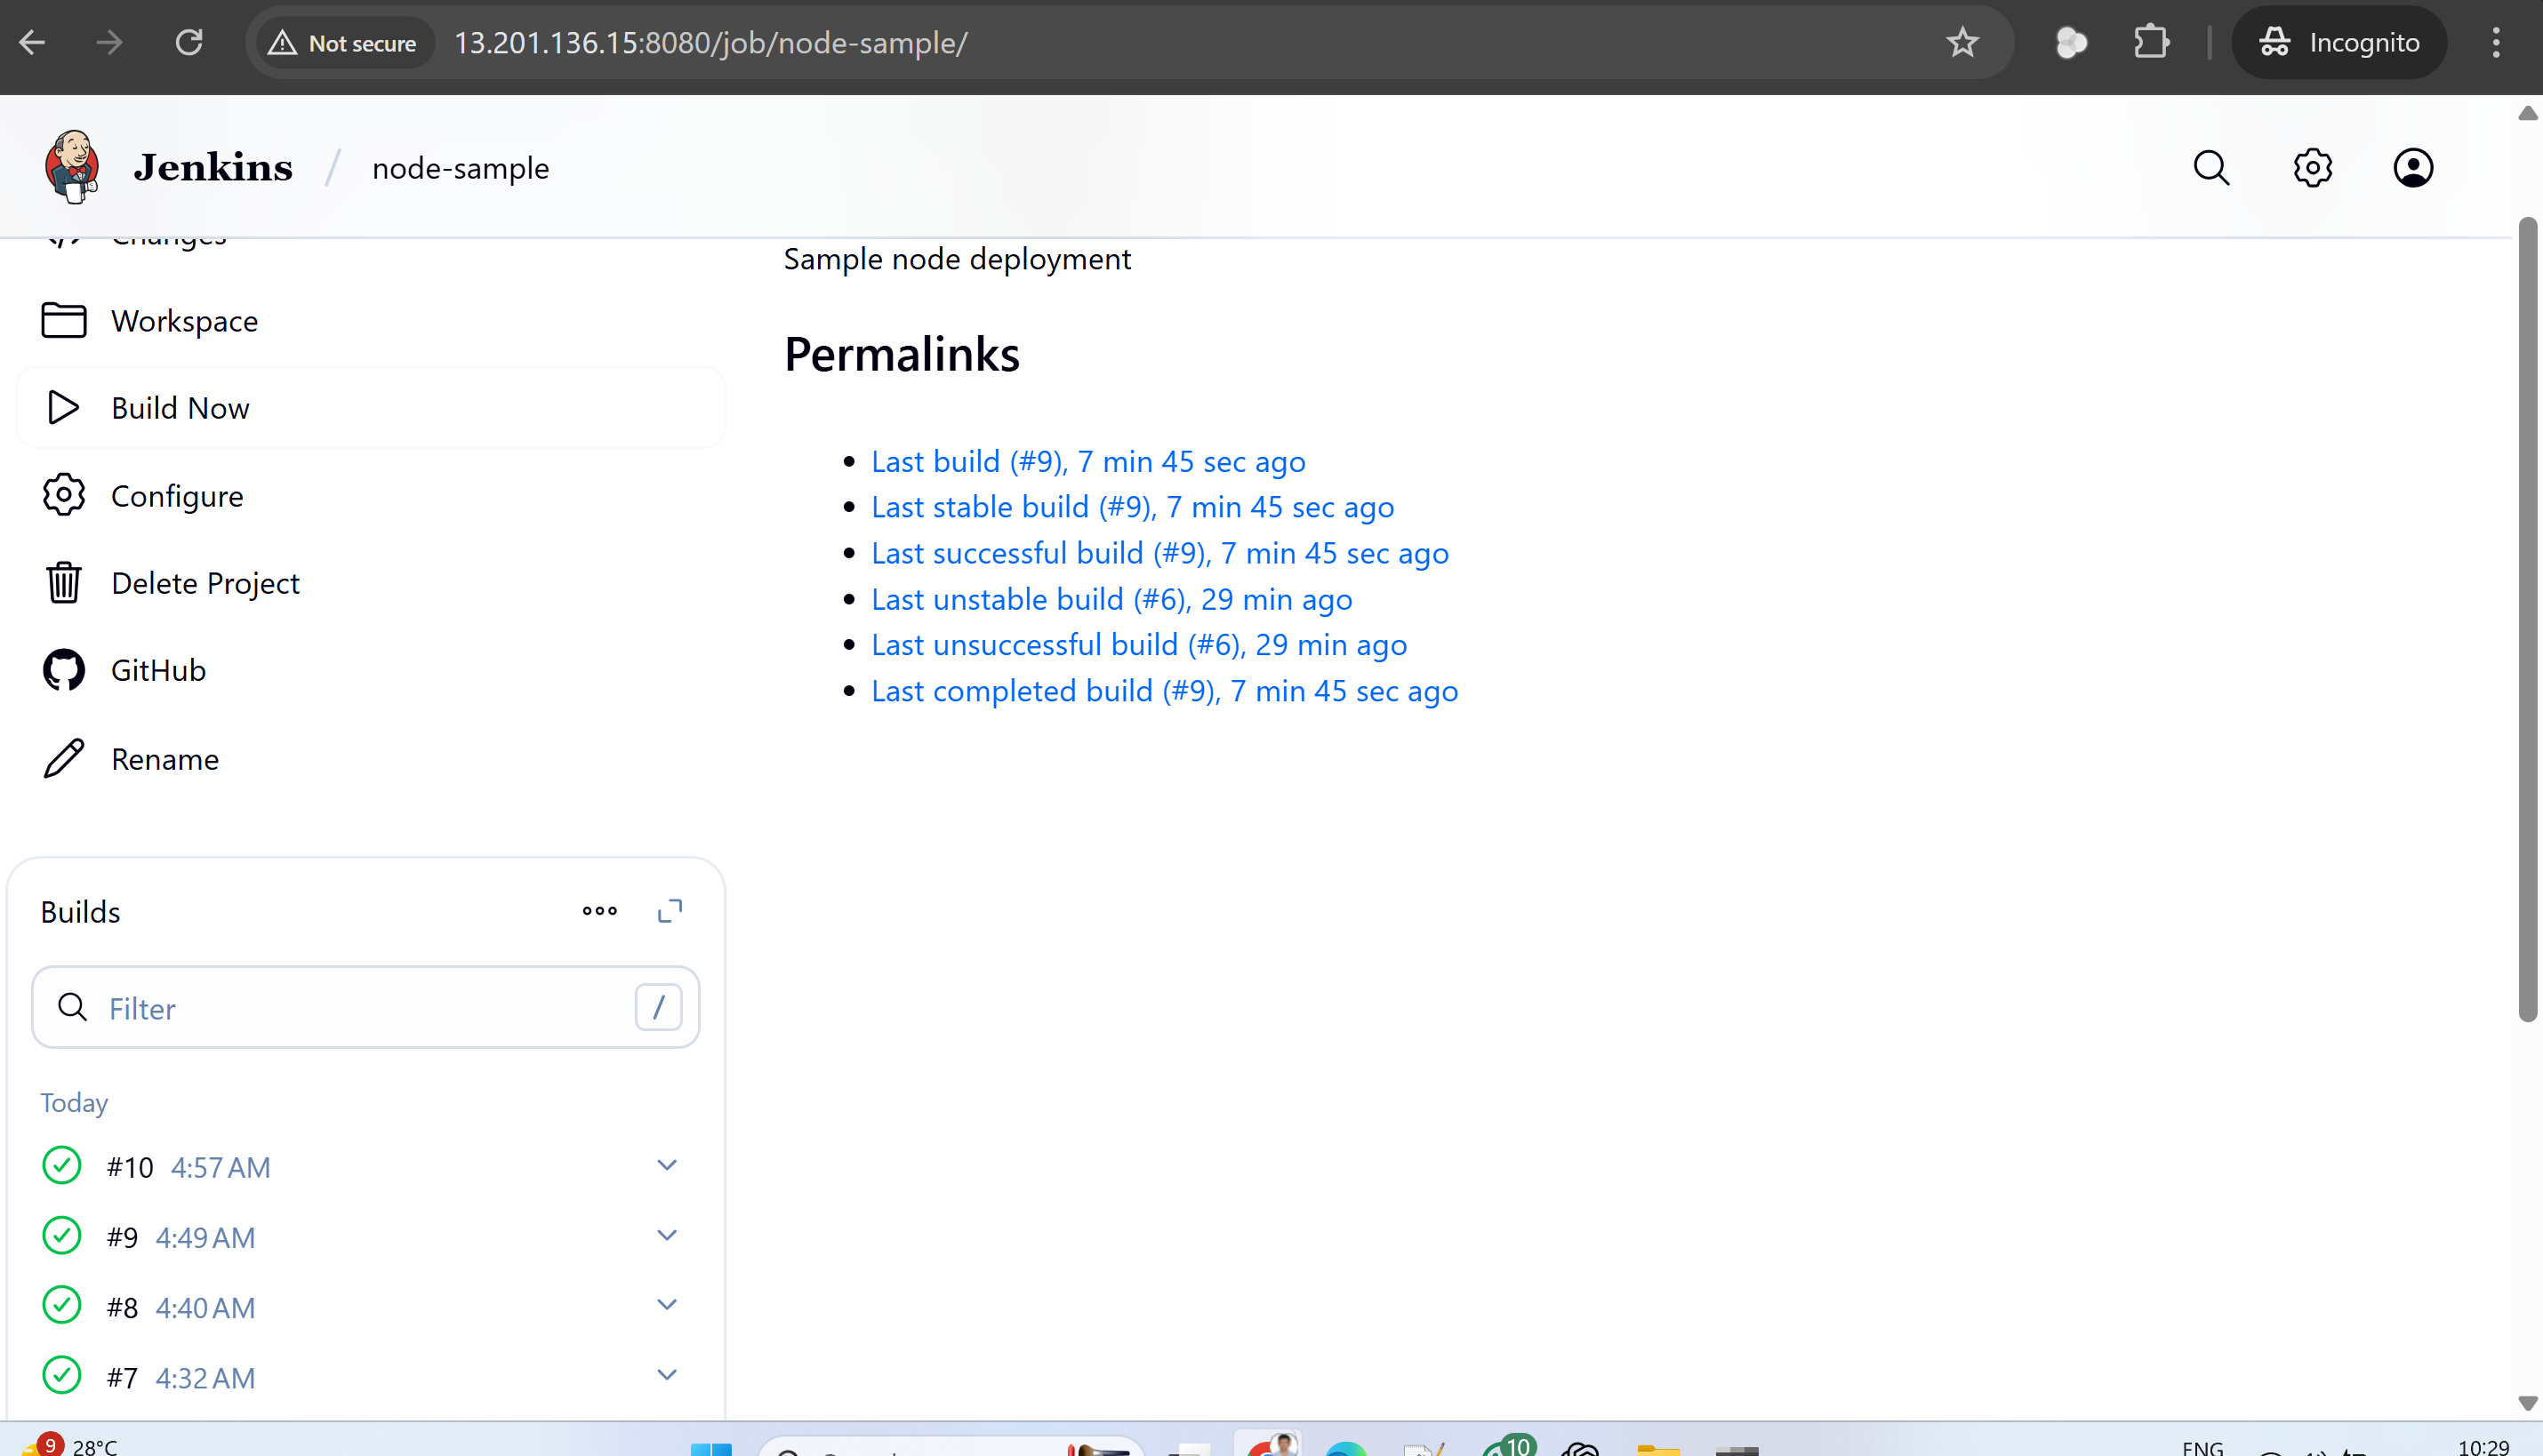 Not secure
13.201.136.15:8080/job/node-sample/
Incognito
Jenkins / node-sample
Changes
Workspace
Build Now
Configure
Delete Project
GitHub
Rename
Sample node deployment
Permalinks
Last build (#9), 7 min 45 sec ago
Last stable build (#9), 7 min 45 sec ago
Last successful build (#9), 7 min 45 sec ago
Last unstable build (#6), 29 min ago
Last unsuccessful build (#6), 29 min ago
Last completed build (#9), 7 min 45 sec ago
Builds
Filter /
Today
#10 4:57 AM
#9 4:49 AM
#8 4:40 AM
#7 4:32 AM
9 28°C
10
ENG
10:29